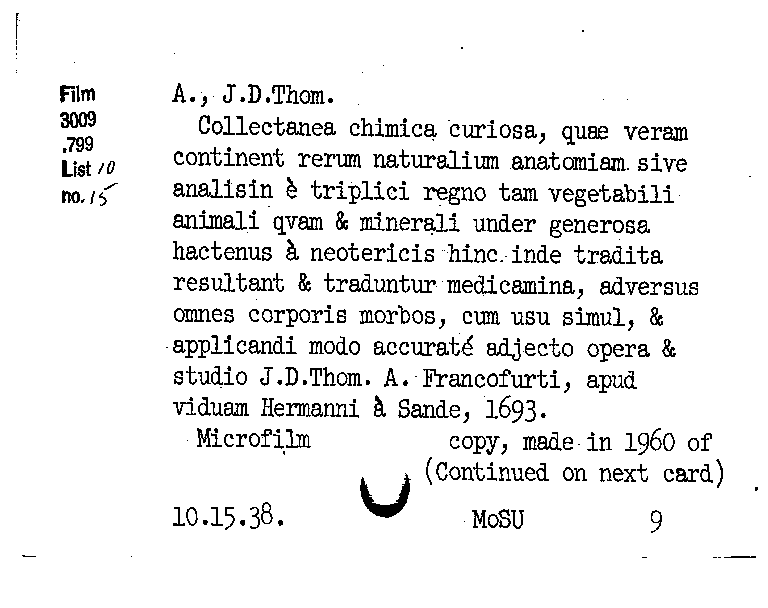 Film
3009
.799
List 10
no. 15
A., J.D.Thom.
Collectanea chimica curiosa, quae veram
continent rerum naturalium anatomiam sive
analisin è triplici regno tam vegetabili
animali qvam & minerali under generosa
hactenus à neotericis hinc inde tradita
resultant & traduntur medicamina, adversus
omnes corporis morbos, cum usu simul, &
applicandi modo accuraté adjecto opera &
studio J.D.Thom. A. Francofurti, apud
viduam Hermanni à Sande, 1693.
Microfilm copy, made in 1960 of
(Continued on next card)
10.15.38. MoSU 9